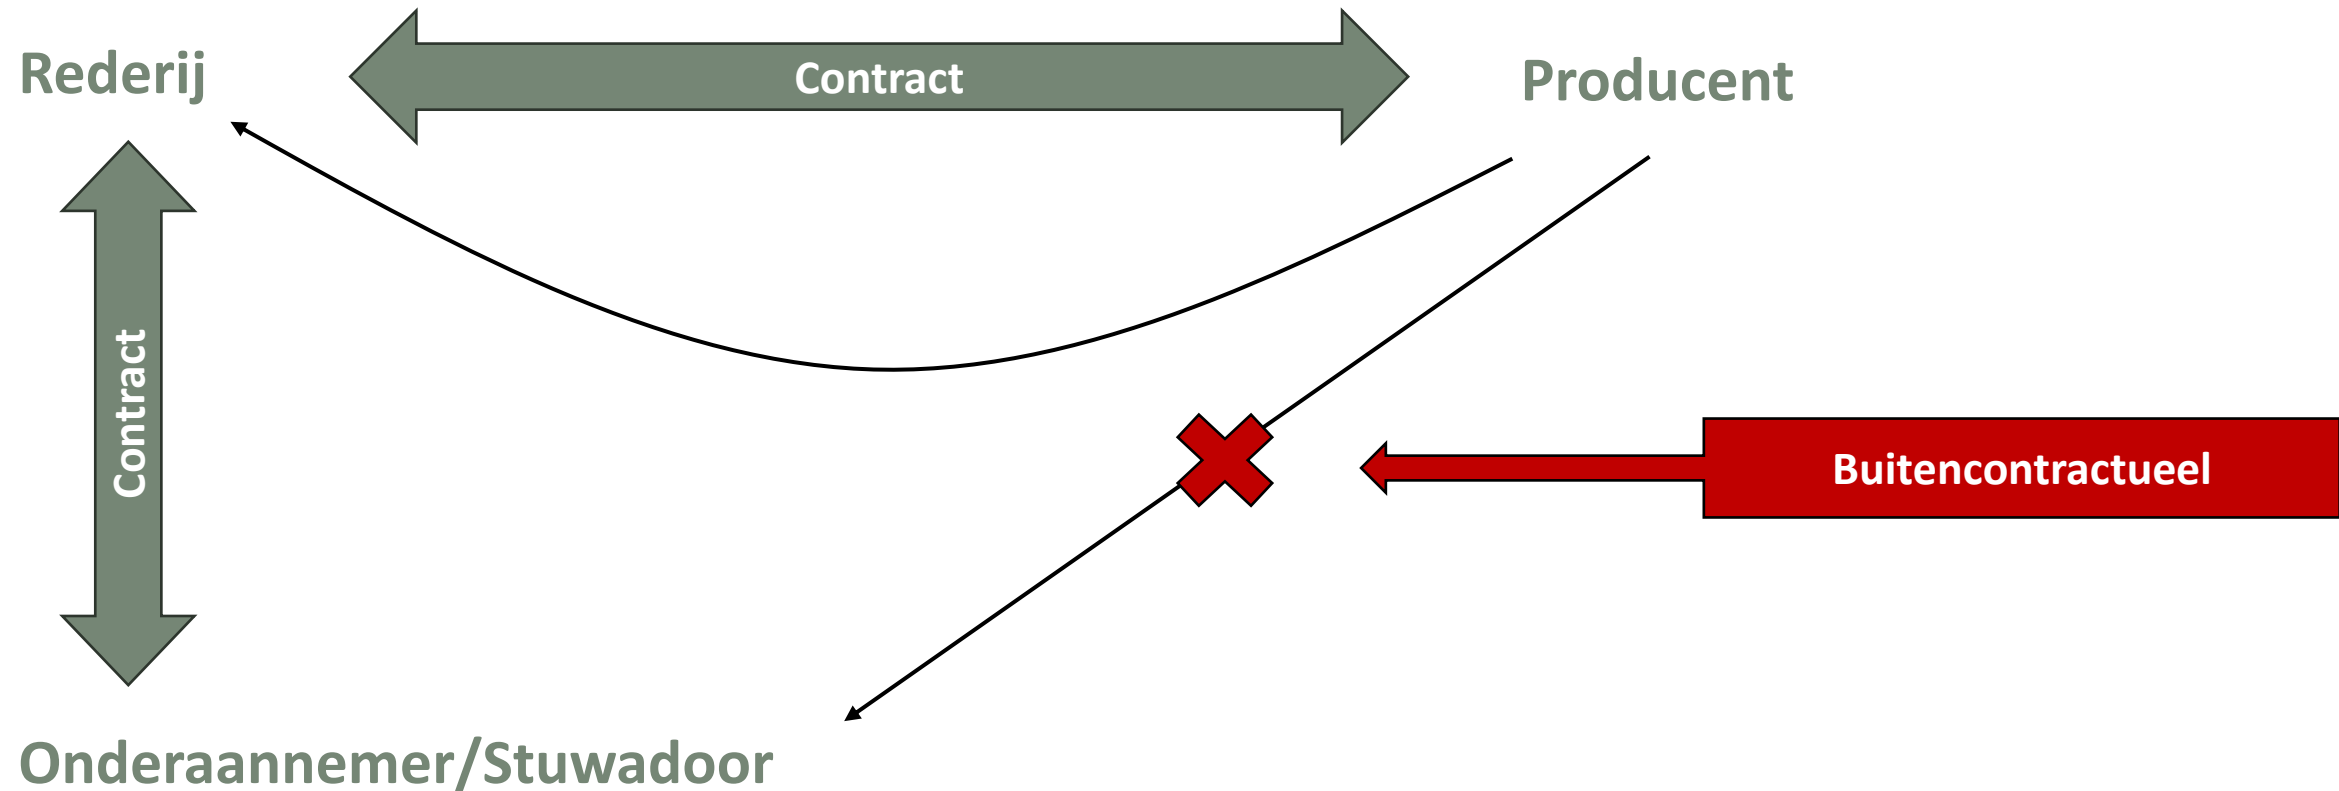 Rederij
Contract
Producent
Contract
Buitencontractueel
Onderaannemer/Stuwadoor